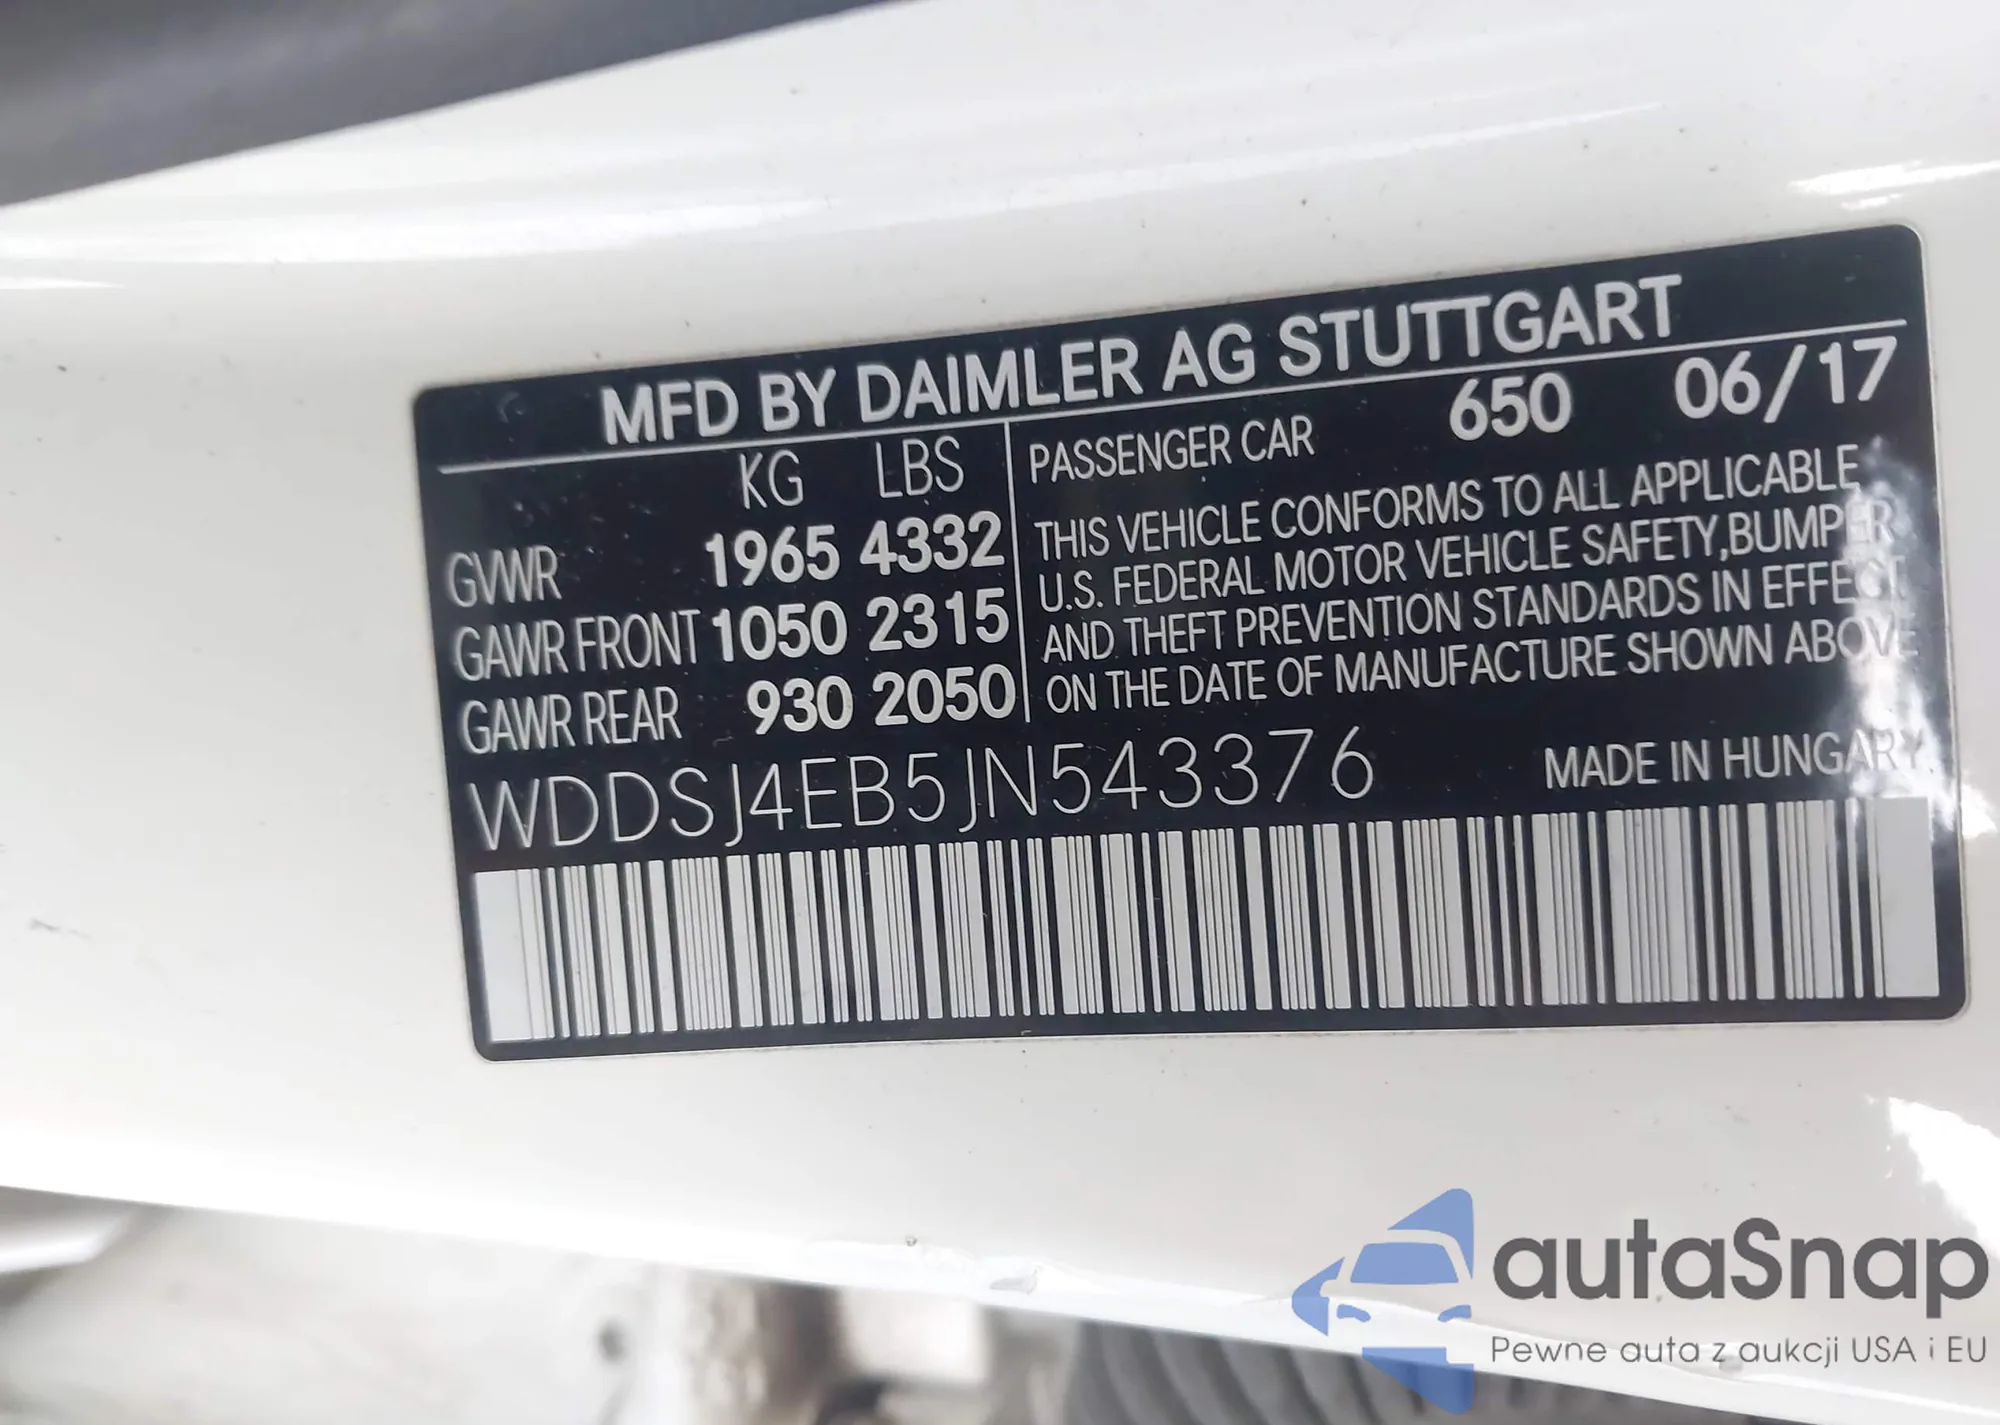 MFD BY DAIMLER AG STUTTGART
KG LBS
GVWR 1965 4332
GAWR FRONT 1050 2315
GAWR REAR 930 2050
PASSENGER CAR 650 06/17
THIS VEHICLE CONFORMS TO ALL APPLICABLE
U.S. FEDERAL MOTOR VEHICLE SAFETY,BUMPER
AND THEFT PREVENTION STANDARDS IN EFFECT
ON THE DATE OF MANUFACTURE SHOWN ABOVE
WDDSJ4EB5JN543376 MADE IN HUNGARY
autaSnap
Pewne auta z aukcji USA i EU